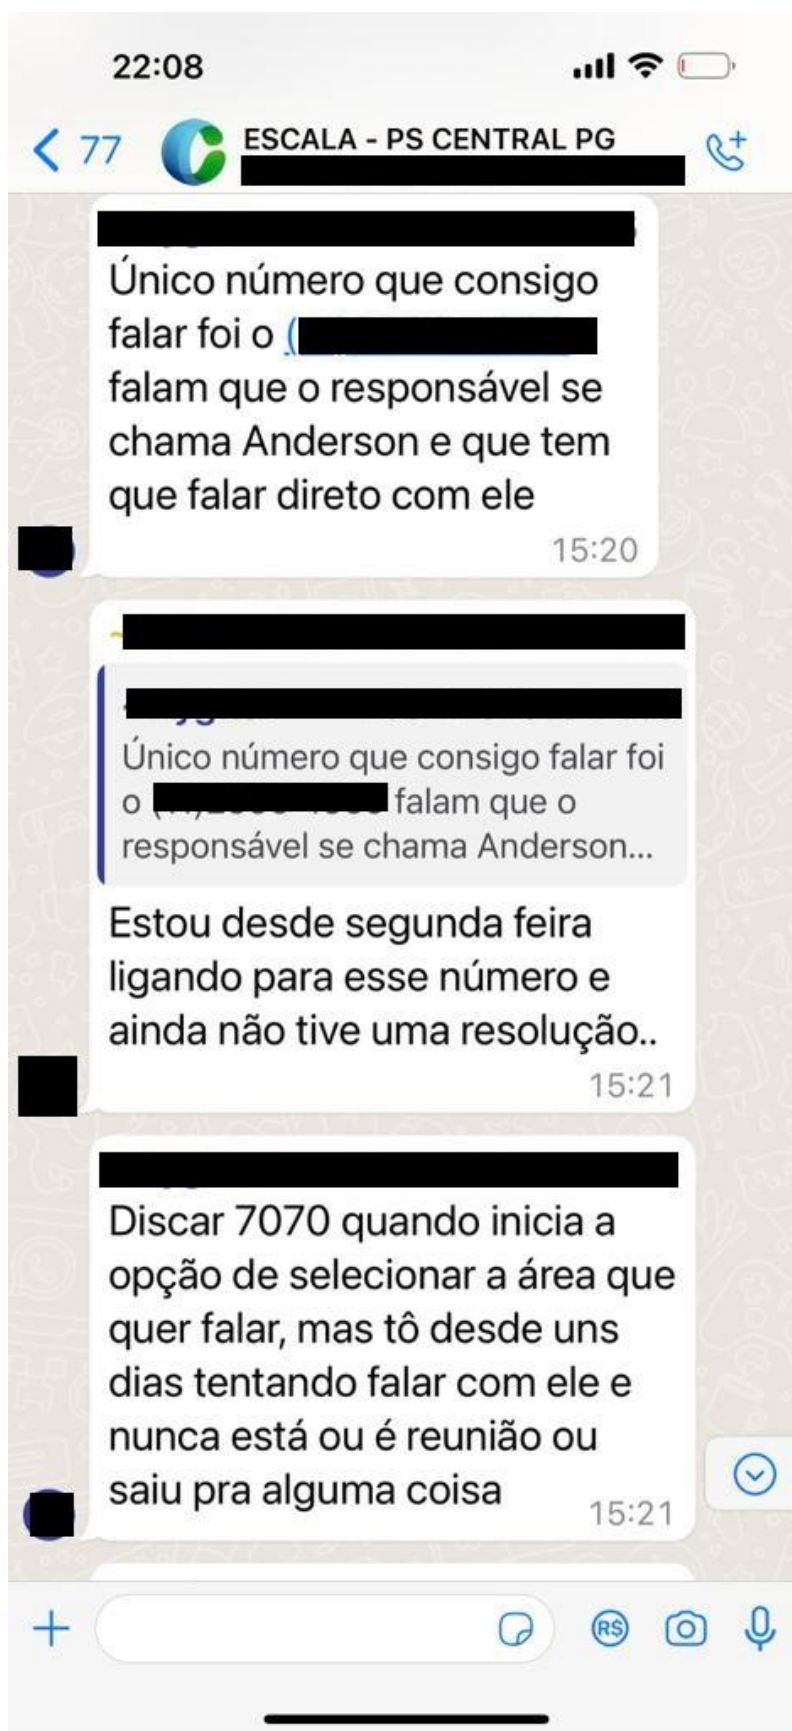 22:08
77
ESCALA - PS CENTRAL PG
Único número que consigo
falar foi o (
falam que o responsável se
chama Anderson e que tem
que falar direto com ele
15:20
~
Único número que consigo falar foi
o falam que o
responsável se chama Anderson...
Estou desde segunda feira
ligando para esse número e
ainda não tive uma resolução..
15:21
Discar 7070 quando inicia a
opção de selecionar a área que
quer falar, mas tô desde uns
dias tentando falar com ele e
nunca está ou é reunião ou
saiu pra alguma coisa
15:21
R$